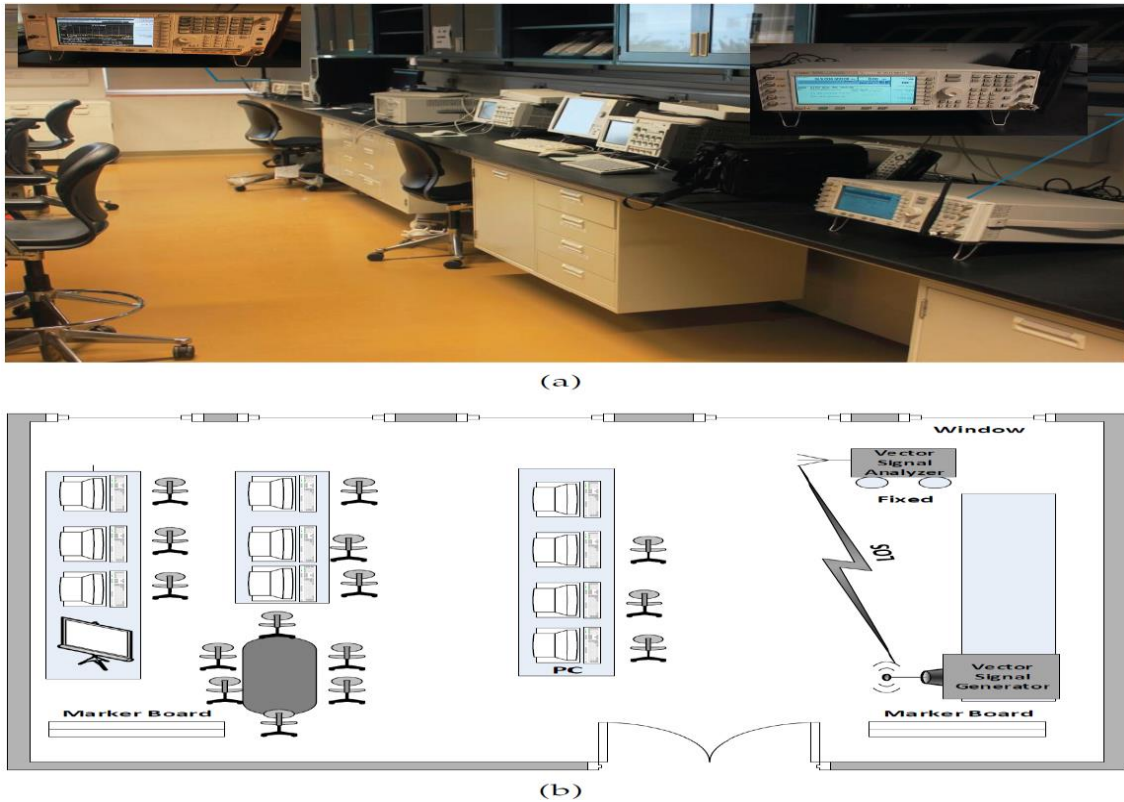 (a)
Window
Vector
Signal
Analyzer
Fixed
LOS
PC
Vector
Signal
Generator
Marker Board
Marker Board
(b)